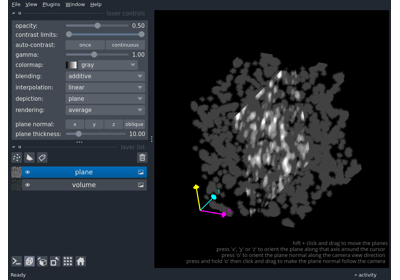 File View Plugins Window Help
layer controls
opacity: 0.50
contrast limits:
auto-contrast: once continuous
gamma: 1.00
colormap: gray
blending: additive
interpolation: linear
depiction: plane
rendering: average
plane normal: x y z oblique
plane thickness: 10.00
layer list
plane
volume
hift + click and drag to move the planes
press 'x', 'y' or 'z' to orient the plane along that axis around the cursor
press 'o' to orient the plane normal along the camera view direction
press and hold 'o' then click and drag to make the plane normal follow the camera
Ready activity